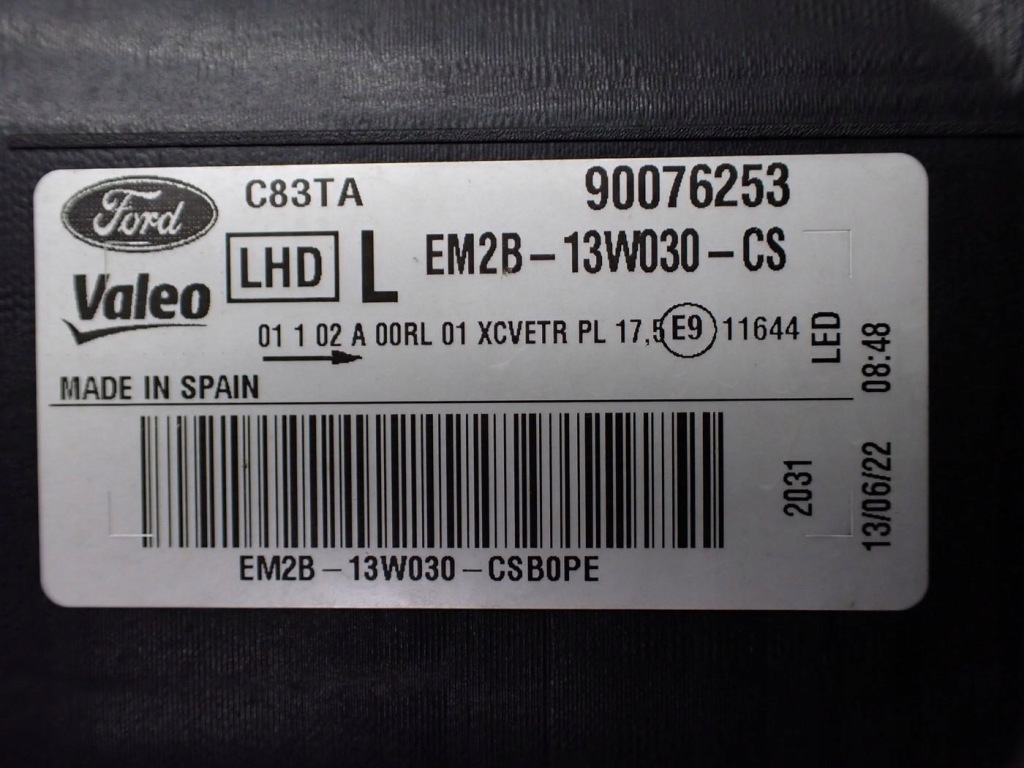 Ford
C83TA
90076253
Valeo
LHD
L
EM2B-13W030-CS
01 1 02 A 00RL 01 XCVETR PL 17,5 E9 11644
LED
MADE IN SPAIN
08:48
2031
13/06/22
EM2B-13W030-CSB0PE